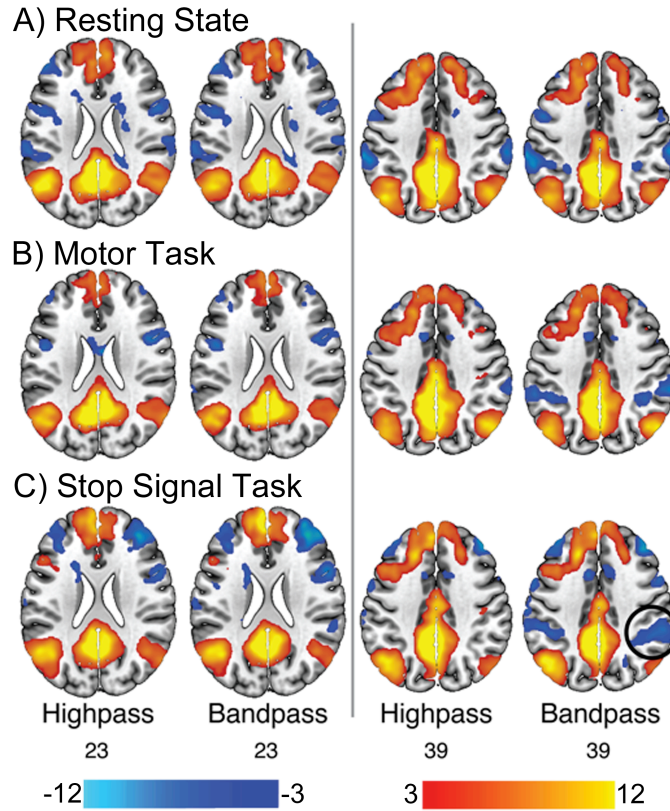 A) Resting State
B) Motor Task
C) Stop Signal Task
Highpass Bandpass Highpass Bandpass
23 23 39 39
-12 -3 3 12